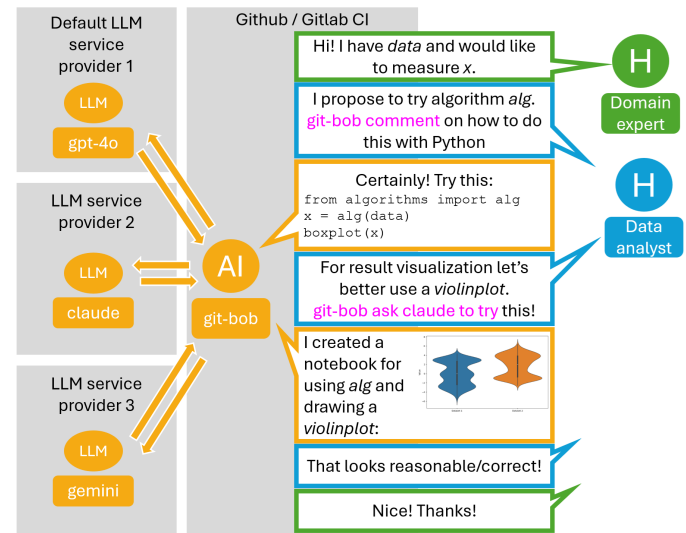 Default LLM
service
provider 1
LLM
gpt-4o
LLM service
provider 2
LLM
claude
LLM service
provider 3
LLM
gemini
Github / Gitlab CI
AI
git-bob
Hi! I have data and would like
to measure x.
I propose to try algorithm alg.
git-bob comment on how to do
this with Python
Certainly! Try this:
from algorithms import alg
x = alg(data)
boxplot(x)
For result visualization let's
better use a violinplot.
git-bob ask claude to try this!
I created a
notebook for
using alg and
drawing a
violinplot:
That looks reasonable/correct!
Nice! Thanks!
H
Domain
expert
H
Data
analyst